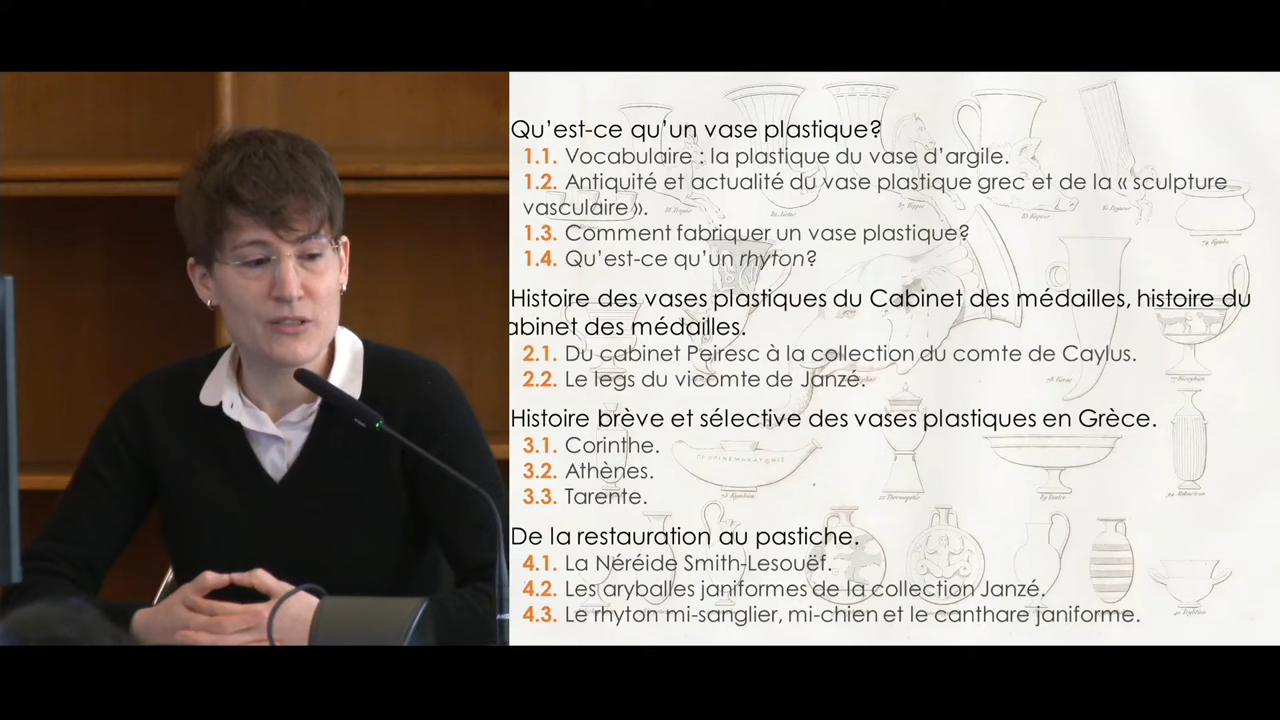 Qu'est-ce qu'un vase plastique?
1.1. Vocabulaire : la plastique du vase d'argile.
1.2. Antiquité et actualité du vase plastique grec et de la « sculpture
vasculaire ».
1.3. Comment fabriquer un vase plastique?
1.4. Qu'est-ce qu'un rhyton?
Histoire des vases plastiques du Cabinet des médailles, histoire du
abinet des médailles.
2.1. Du cabinet Peiresc à la collection du comte de Caylus.
2.2. Le legs du vicomte de Janzé.
Histoire brève et sélective des vases plastiques en Grèce.
3.1. Corinthe.
3.2. Athènes.
3.3. Tarente.
De la restauration au pastiche.
4.1. La Néréide Smith-Lesouëf.
4.2. Les aryballes janiformes de la collection Janzé.
4.3. Le rhyton mi-sanglier, mi-chien et le canthare janiforme.